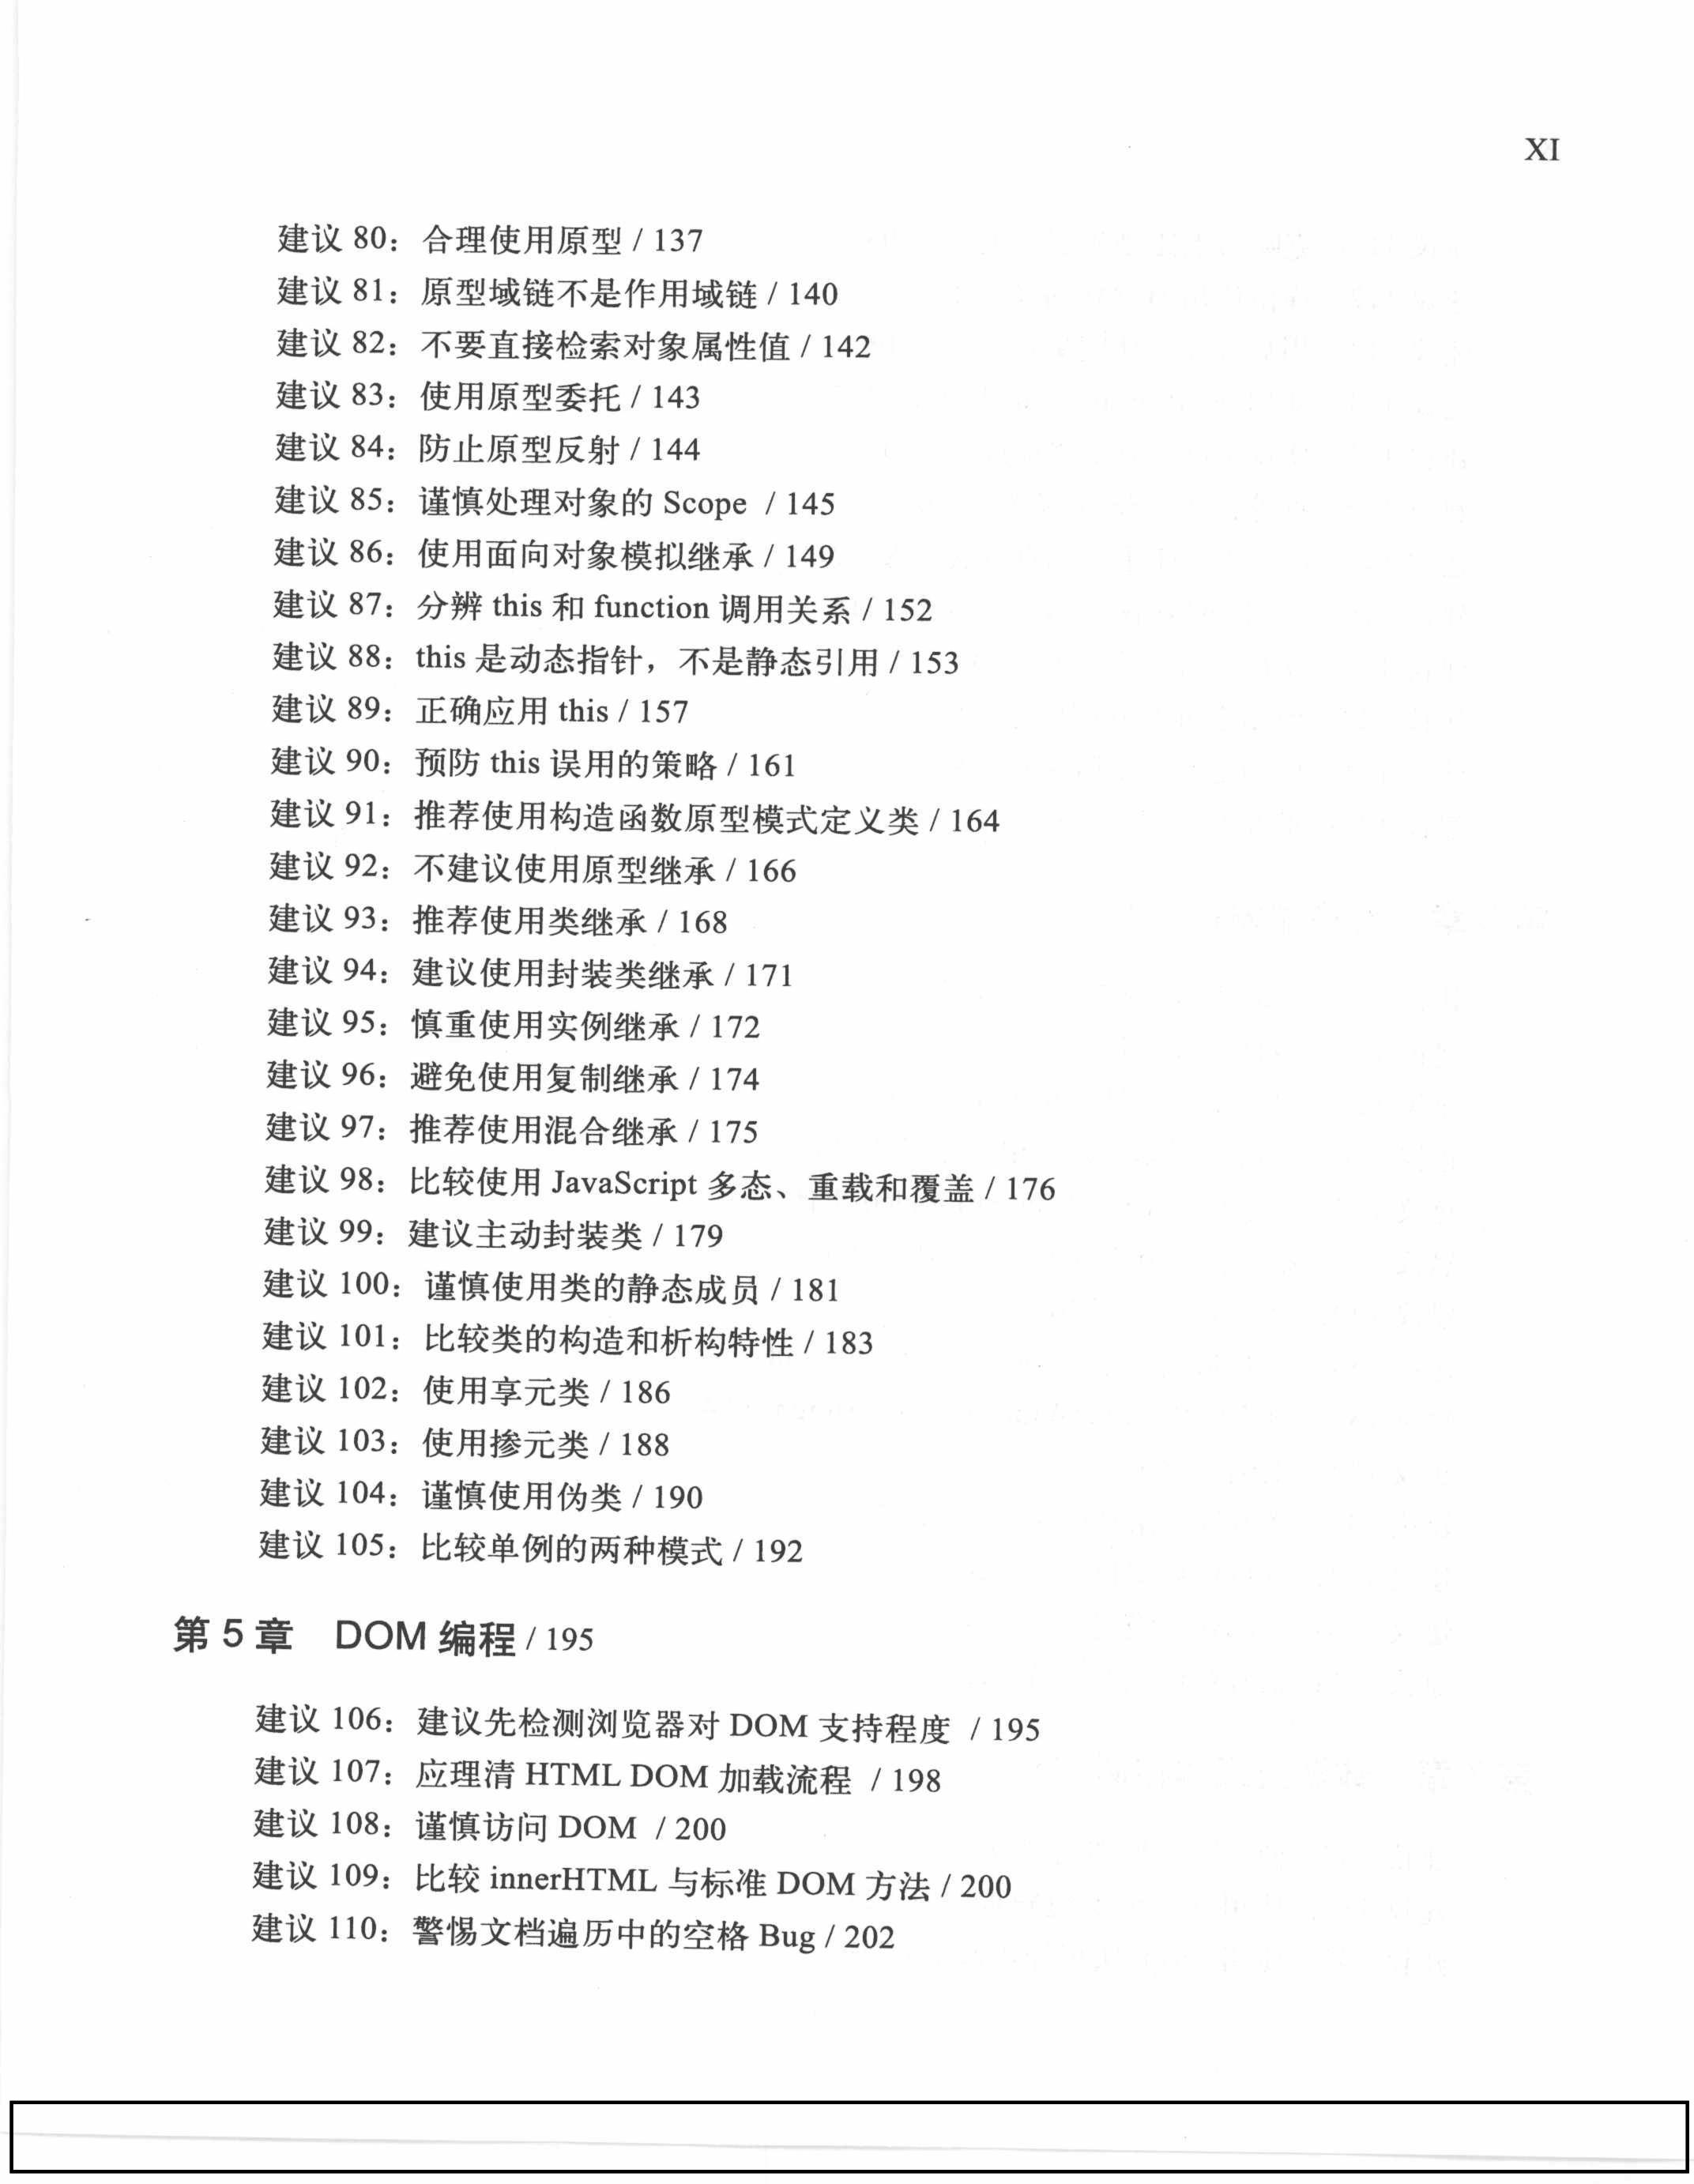 XI
建议 80：合理使用原型 / 137
建议 81：原型域链不是作用域链 / 140
建议 82：不要直接检索对象属性值 / 142
建议 83：使用原型委托 / 143
建议 84：防止原型反射 / 144
建议 85：谨慎处理对象的 Scope / 145
建议 86：使用面向对象模拟继承 / 149
建议 87：分辨 this 和 function 调用关系 / 152
建议 88：this 是动态指针，不是静态引用 / 153
建议 89：正确应用 this / 157
建议 90：预防 this 误用的策略 / 161
建议 91：推荐使用构造函数原型模式定义类 / 164
建议 92：不建议使用原型继承 / 166
建议 93：推荐使用类继承 / 168
建议 94：建议使用封装类继承 / 171
建议 95：慎重使用实例继承 / 172
建议 96：避免使用复制继承 / 174
建议 97：推荐使用混合继承 / 175
建议 98：比较使用 JavaScript 多态、重载和覆盖 / 176
建议 99：建议主动封装类 / 179
建议 100：谨慎使用类的静态成员 / 181
建议 101：比较类的构造和析构特性 / 183
建议 102：使用享元类 / 186
建议 103：使用掺元类 / 188
建议 104：谨慎使用伪类 / 190
建议 105：比较单例的两种模式 / 192
第 5 章 DOM 编程 / 195
建议 106：建议先检测浏览器对 DOM 支持程度 / 195
建议 107：应理清 HTML DOM 加载流程 / 198
建议 108：谨慎访问 DOM / 200
建议 109：比较 innerHTML 与标准 DOM 方法 / 200
建议 110：警惕文档遍历中的空格 Bug / 202